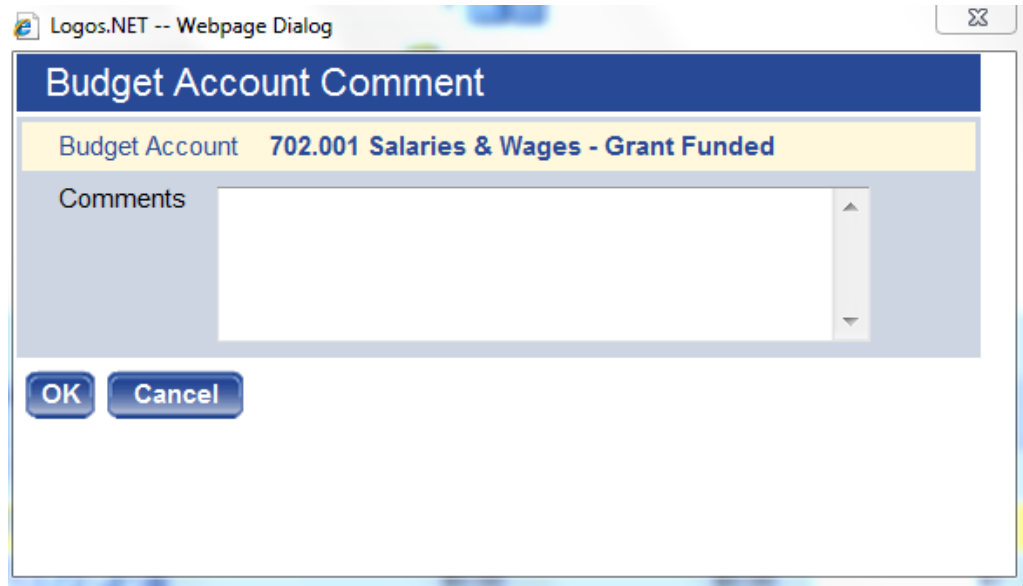 Logos.NET -- Webpage Dialog
Budget Account Comment
Budget Account 702.001 Salaries & Wages - Grant Funded
Comments
OK Cancel